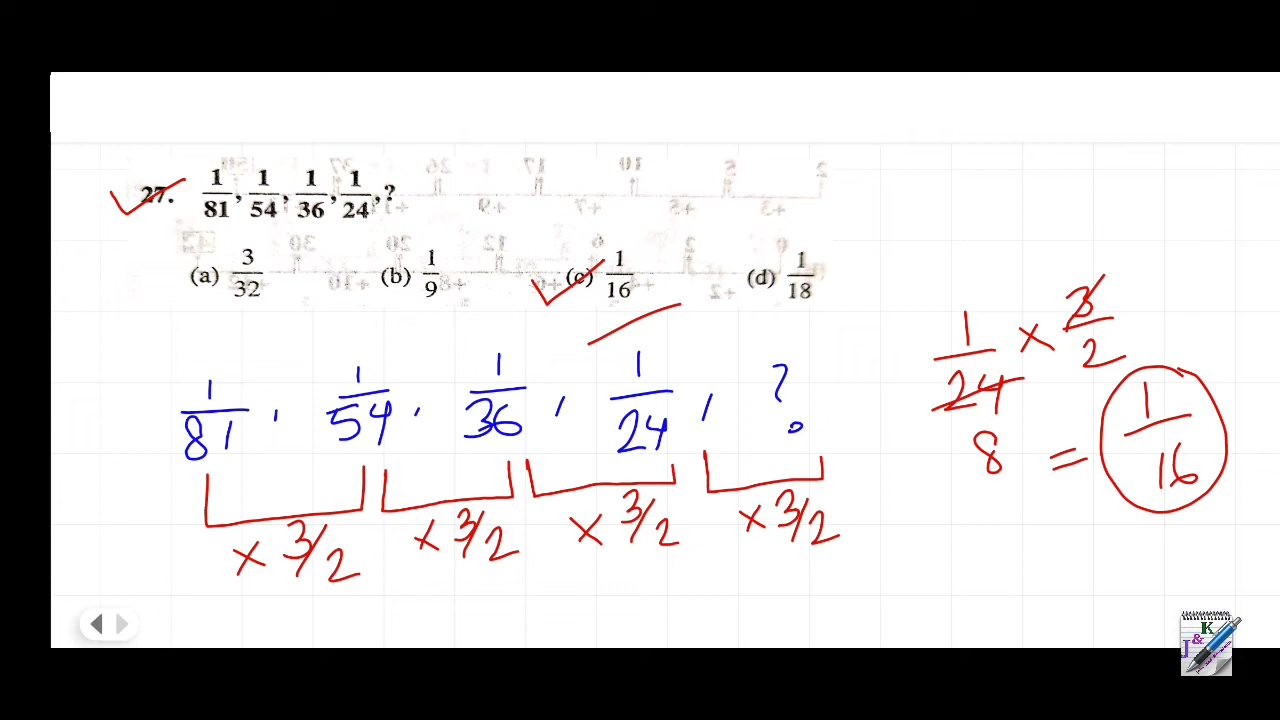 27. 1/81, 1/54, 1/36, 1/24, ?
(a) 3/32 (b) 1/9 (c) 1/16 (d) 1/18
1/81, 1/54, 1/36, 1/24, ?
× 3/2 × 3/2 × 3/2 × 3/2
1/24 × 3/2
8 = 1/16
J&K